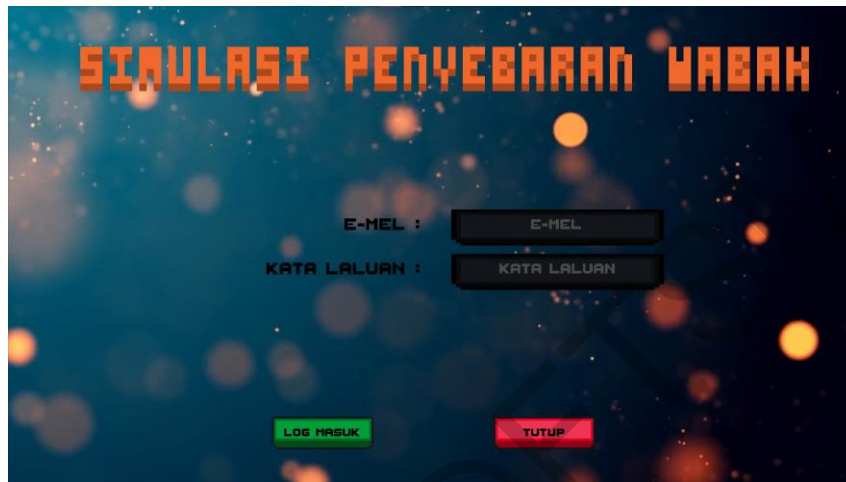 SIMULASI PENYEBARAN WABAK
E-MEL : E-MEL
KATA LALUAN : KATA LALUAN
LOG MASUK TUTUP